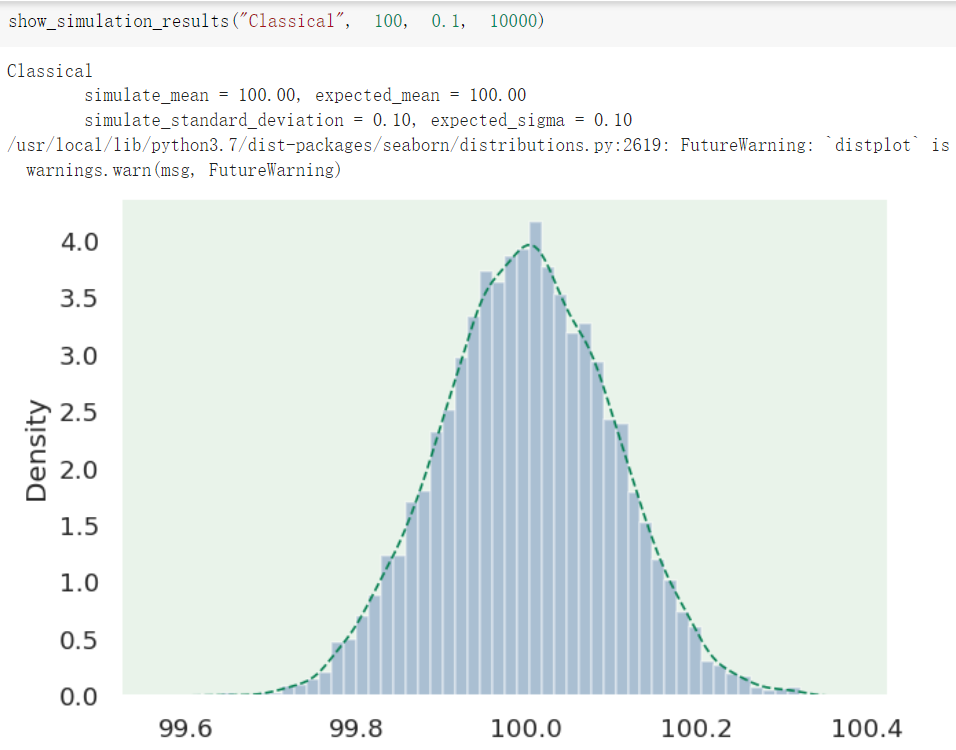 show_simulation_results("Classical", 100, 0.1, 10000)
Classical
simulate_mean = 100.00, expected_mean = 100.00
simulate_standard_deviation = 0.10, expected_sigma = 0.10
/usr/local/lib/python3.7/dist-packages/seaborn/distributions.py:2619: FutureWarning: `distplot` is
warnings.warn(msg, FutureWarning)
4.0
3.5
3.0
2.5
2.0
1.5
1.0
0.5
0.0
Density
99.6 99.8 100.0 100.2 100.4